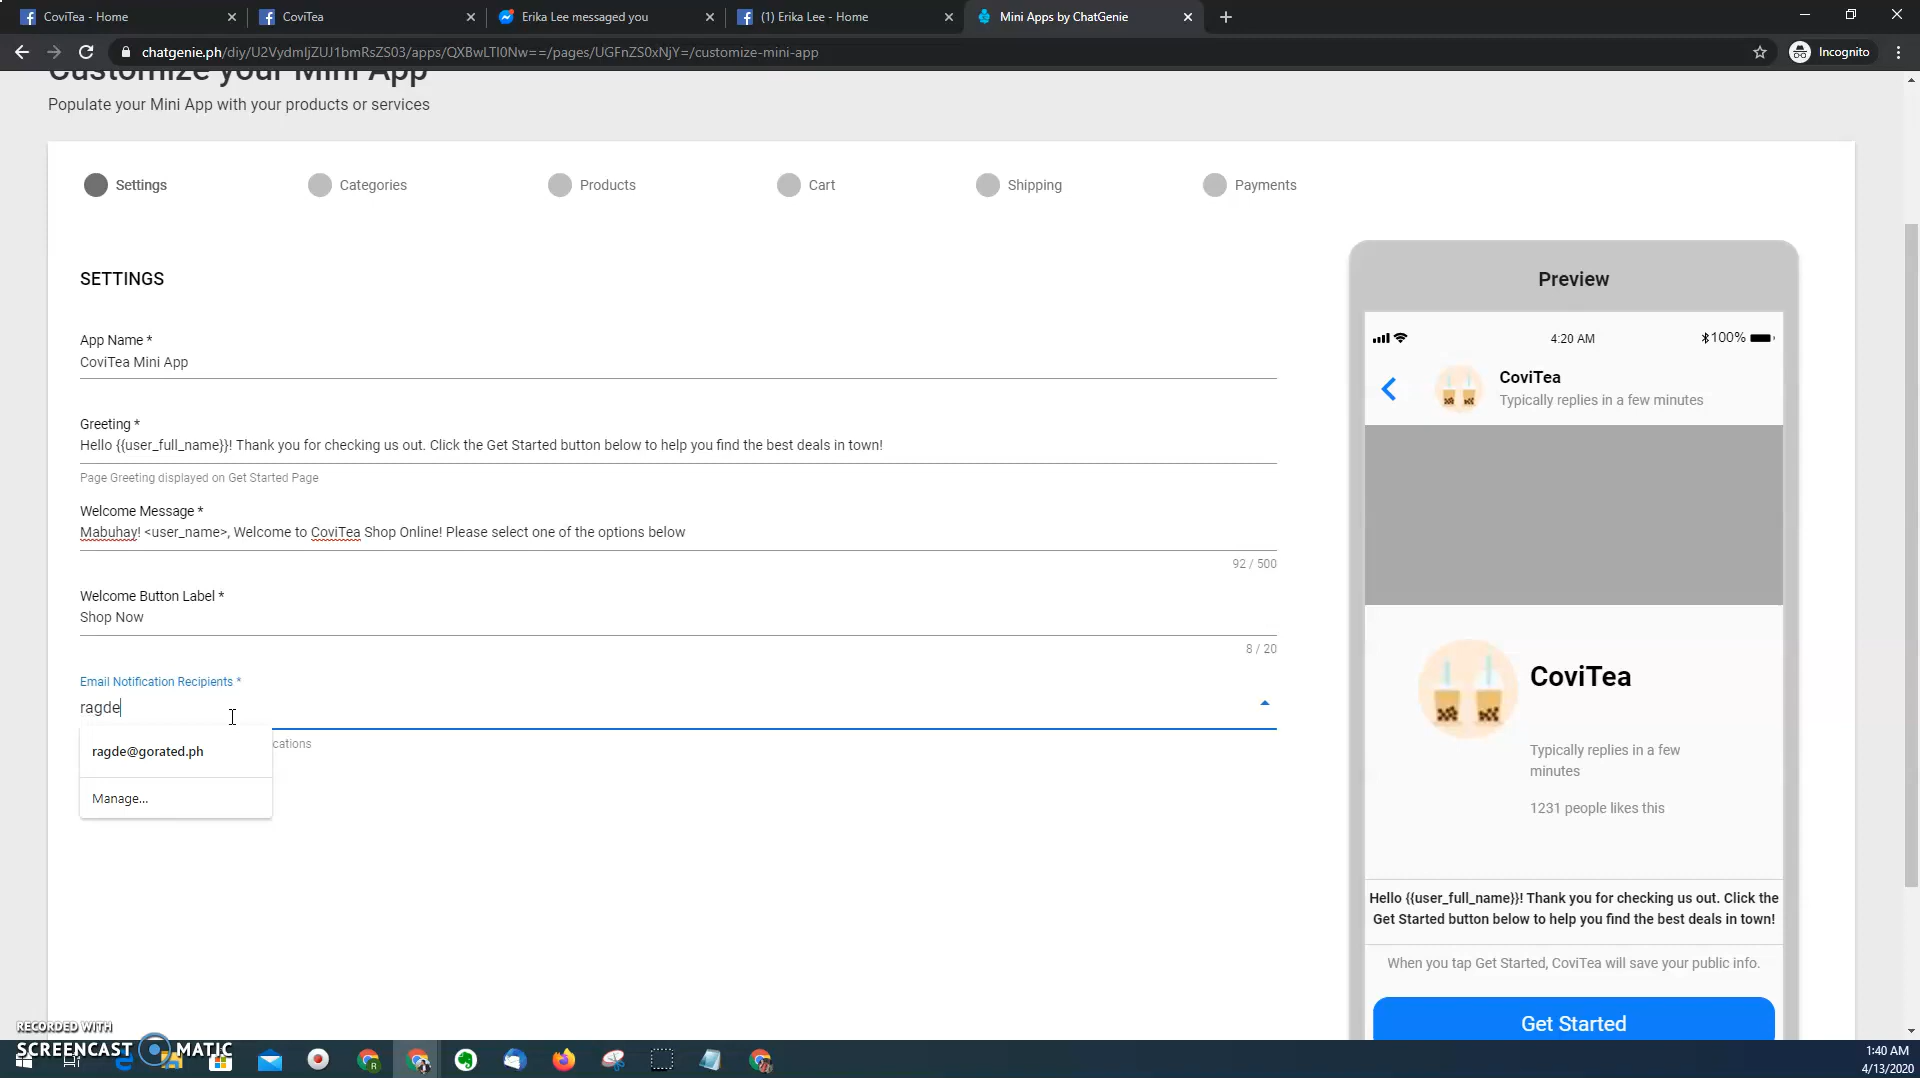 CoviTea - Home
CoviTea
Erika Lee messaged you
(1) Erika Lee - Home
Mini Apps by ChatGenie
chatgenie.ph/diy/U2VydmljZUJ1bmRsZS03/apps/QXBwLTI0Nw==/pages/UGFnZS0xNjY=/customize-mini-app
Incognito
Customize your Mini App
Populate your Mini App with your products or services
Settings
Categories
Products
Cart
Shipping
Payments
SETTINGS
App Name *
CoviTea Mini App
Greeting *
Hello {{user_full_name}}! Thank you for checking us out. Click the Get Started button below to help you find the best deals in town!
Page Greeting displayed on Get Started Page
Welcome Message *
Mabuhay! <user_name>, Welcome to CoviTea Shop Online! Please select one of the options below
92 / 500
Welcome Button Label *
Shop Now
8 / 20
Email Notification Recipients *
ragde
cations
ragde@gorated.ph
Manage...
Preview
4:20 AM
100%
CoviTea
Typically replies in a few minutes
CoviTea
Typically replies in a few
minutes
1231 people likes this
Hello {{user_full_name}}! Thank you for checking us out. Click the
Get Started button below to help you find the best deals in town!
When you tap Get Started, CoviTea will save your public info.
Get Started
RECORDED WITH
SCREENCAST MATIC
1:40 AM
4/13/2020